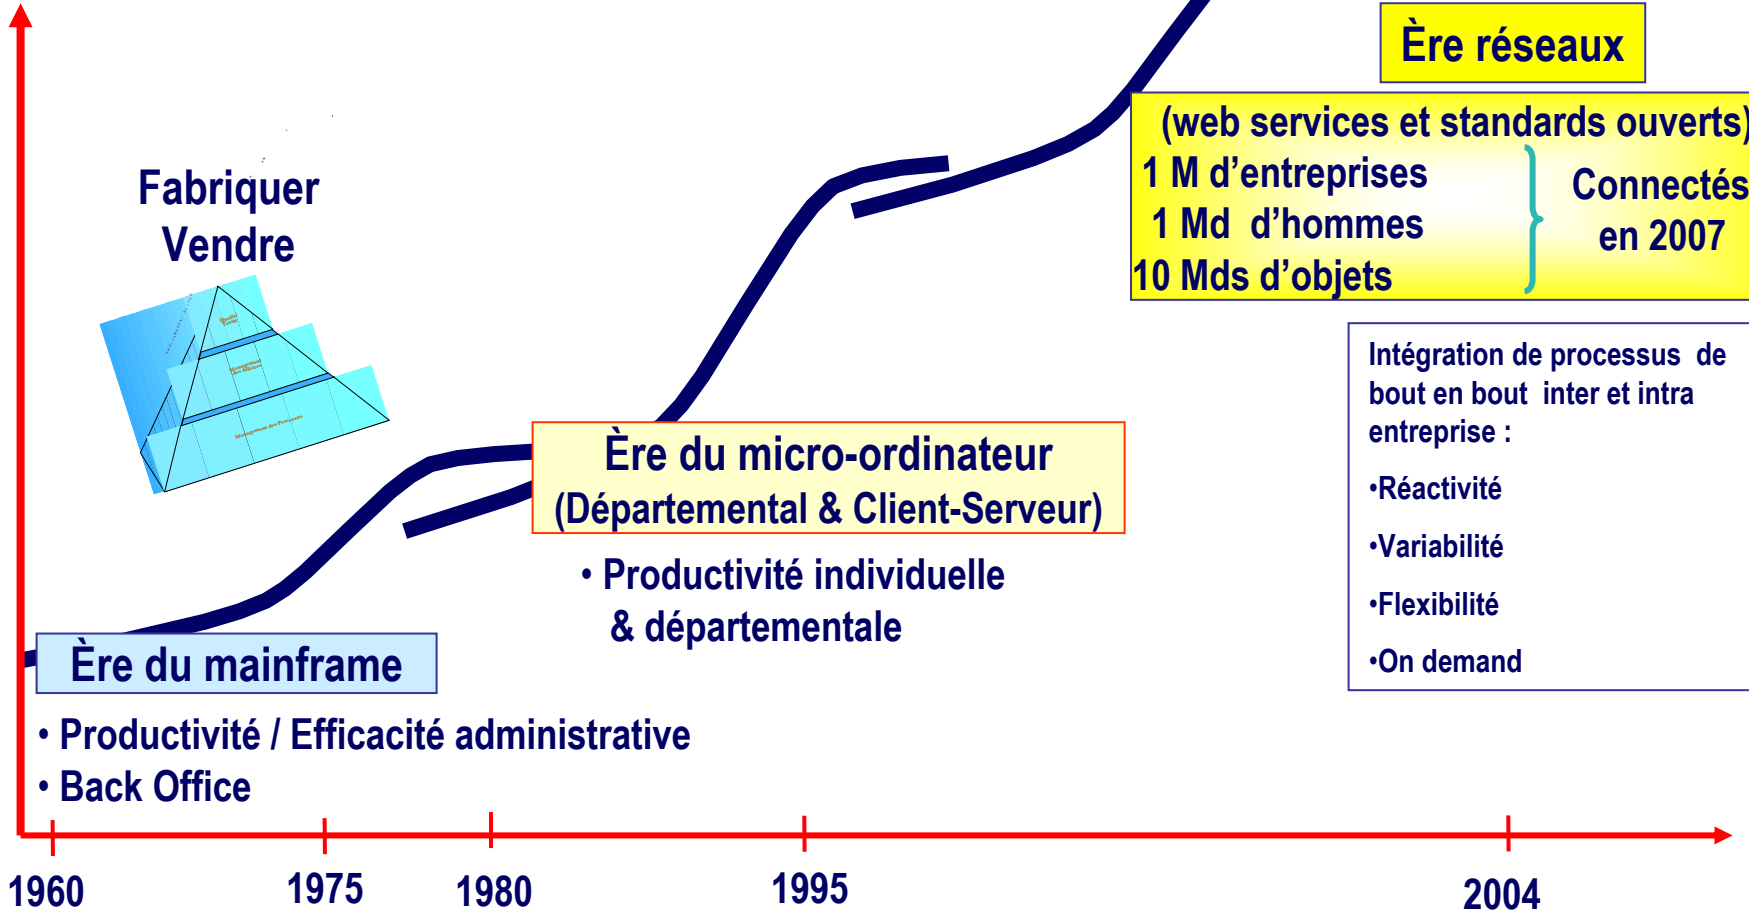 Ère réseaux
(web services et standards ouverts)
1 M d’entreprises
1 Md d’hommes
10 Mds d’objets
Connectés
en 2007
Fabriquer
Vendre
Management des Processus
Intégration de processus de
bout en bout inter et intra
entreprise :
•Réactivité
•Variabilité
•Flexibilité
•On demand
Ère du micro-ordinateur
(Départemental & Client-Serveur)
• Productivité individuelle
& départementale
Ère du mainframe
• Productivité / Efficacité administrative
• Back Office
1960
1975
1980
1995
2004